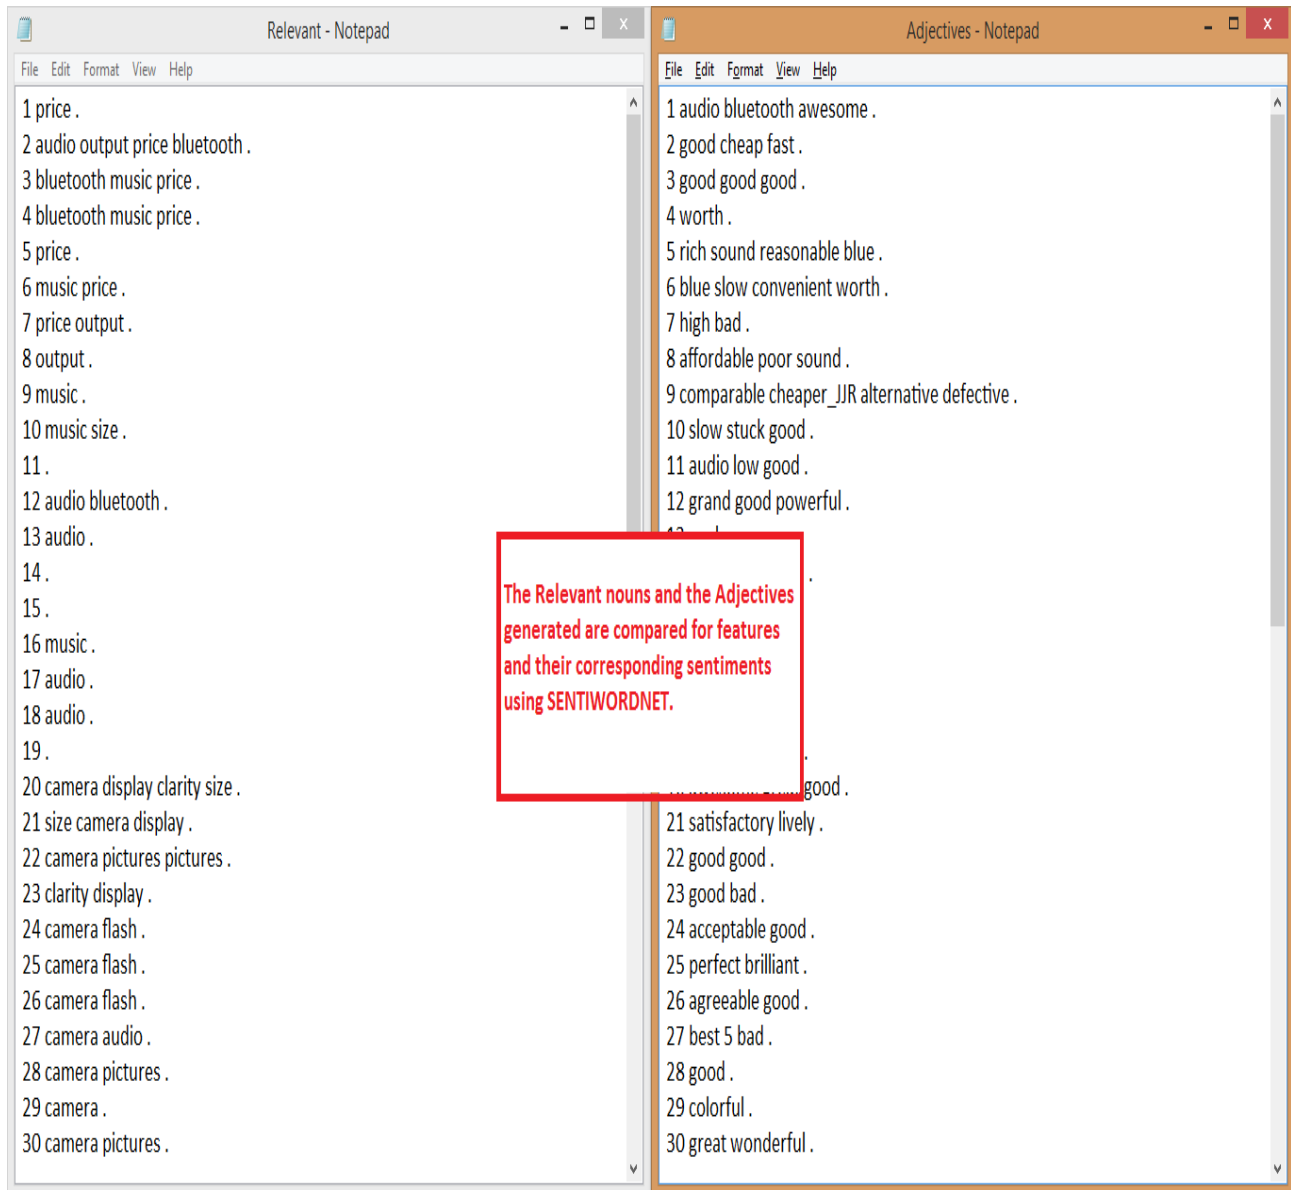 Relevant - Notepad
File Edit Format View Help
1 price .
2 audio output price bluetooth .
3 bluetooth music price .
4 bluetooth music price .
5 price .
6 music price .
7 price output .
8 output .
9 music .
10 music size .
11 .
12 audio bluetooth .
13 audio .
14 .
15 .
16 music .
17 audio .
18 audio .
19 .
20 camera display clarity size .
21 size camera display .
22 camera pictures pictures .
23 clarity display .
24 camera flash .
25 camera flash .
26 camera flash .
27 camera audio .
28 camera pictures .
29 camera .
30 camera pictures .
Adjectives - Notepad
File Edit Format View Help
1 audio bluetooth awesome .
2 good cheap fast .
3 good good good .
4 worth .
5 rich sound reasonable blue .
6 blue slow convenient worth .
7 high bad .
8 affordable poor sound .
9 comparable cheaper_JJR alternative defective .
10 slow stuck good .
11 audio low good .
12 grand good powerful .
good .
21 satisfactory lively .
22 good good .
23 good bad .
24 acceptable good .
25 perfect brilliant .
26 agreeable good .
27 best 5 bad .
28 good .
29 colorful .
30 great wonderful .
The Relevant nouns and the Adjectives
generated are compared for features
and their corresponding sentiments
using SENTIWORDNET.